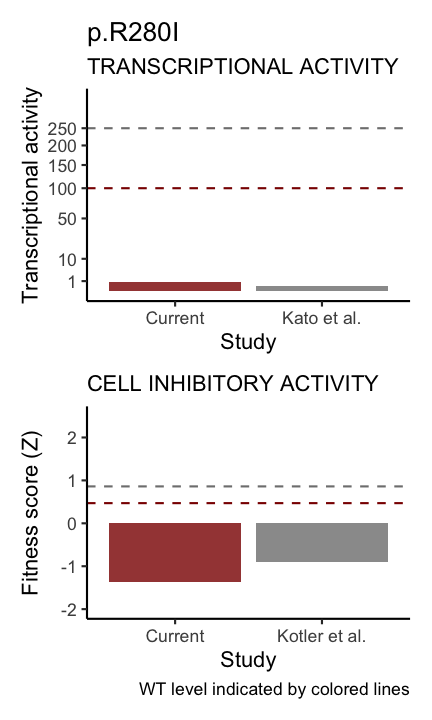 p.R280I
TRANSCRIPTIONAL ACTIVITY
Transcriptional activity
250
200
150
100
50
10
1
Current
Kato et al.
Study
CELL INHIBITORY ACTIVITY
Fitness score (Z)
2
1
0
-1
-2
Current
Kotler et al.
Study
WT level indicated by colored lines